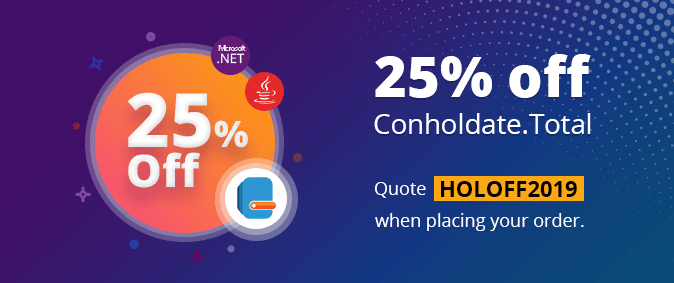 Microsoft
.NET
25%
Off
25% off
Conholdate.Total
Quote HOLOFF2019
when placing your order.